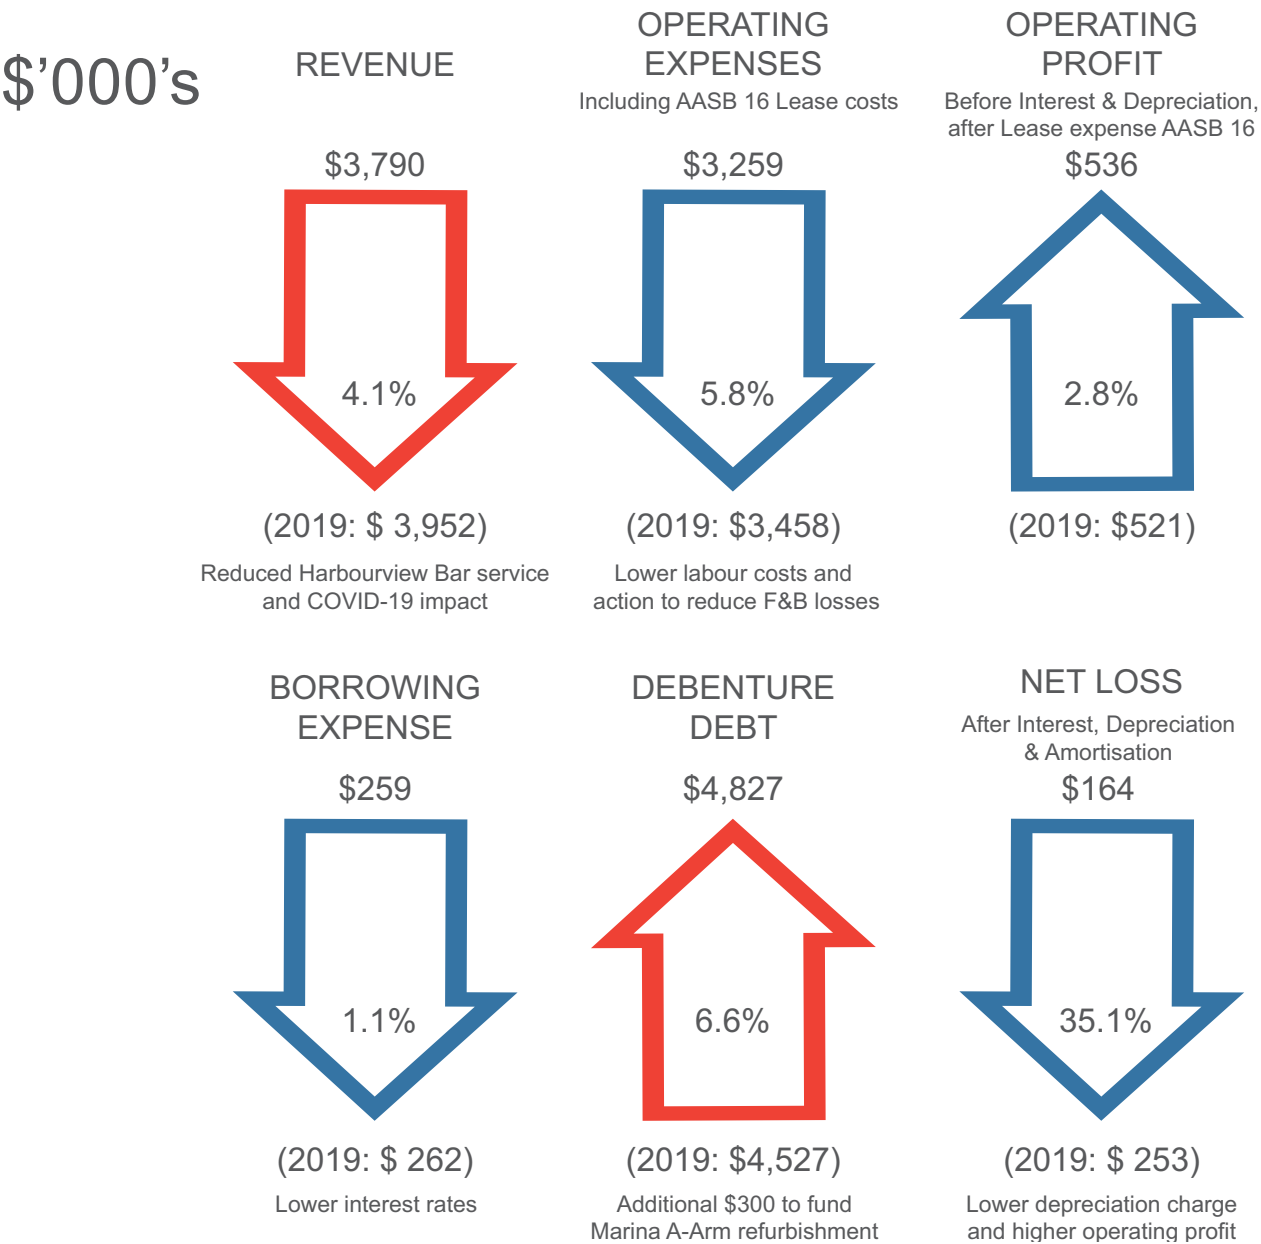 $’000’s
REVENUE
$3,790
4.1%
(2019: $ 3,952)
Reduced Harbourview Bar service
and COVID-19 impact
OPERATING
EXPENSES
Including AASB 16 Lease costs
$3,259
5.8%
(2019: $3,458)
Lower labour costs and
action to reduce F&B losses
OPERATING
PROFIT
Before Interest & Depreciation,
after Lease expense AASB 16
$536
2.8%
(2019: $521)
BORROWING
EXPENSE
$259
1.1%
(2019: $ 262)
Lower interest rates
DEBENTURE
DEBT
$4,827
6.6%
(2019: $4,527)
Additional $300 to fund
Marina A-Arm refurbishment
NET LOSS
After Interest, Depreciation
& Amortisation
$164
35.1%
(2019: $ 253)
Lower depreciation charge
and higher operating profit